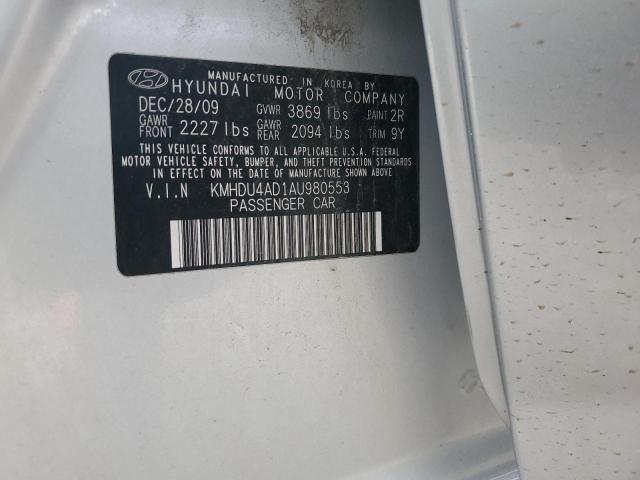 MANUFACTURED IN KOREA BY
HYUNDAI MOTOR COMPANY
DEC/28/09 GVWR 3869 lbs PAINT 2R
GAWR FRONT 2227 lbs GAWR REAR 2094 lbs TRIM 9Y
THIS VEHICLE CONFORMS TO ALL APPLICABLE U.S.A. FEDERAL
MOTOR VEHICLE SAFETY, BUMPER, AND THEFT PREVENTION STANDARDS
IN EFFECT ON THE DATE OF MANUFACTURE SHOWN ABOVE
V.I.N KMHDU4AD1AU980553
PASSENGER CAR